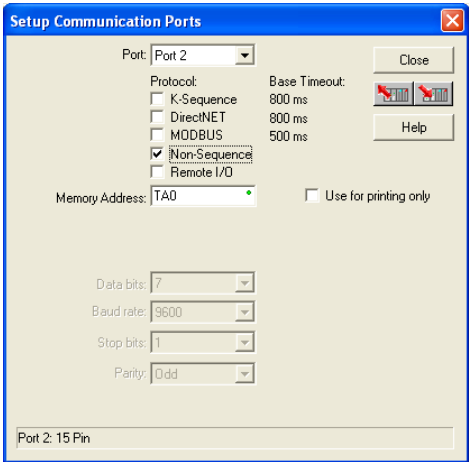 Setup Communication Ports
Port: Port 2
Close
Protocol:
Base Timeout:
K-Sequence
800 ms
DirectNET
800 ms
MODBUS
500 ms
Help
Non-Sequence
Remote I/O
Memory Address: TA0
Use for printing only
Data bits: 7
Baud rate: 9600
Stop bits: 1
Parity: Odd
Port 2: 15 Pin